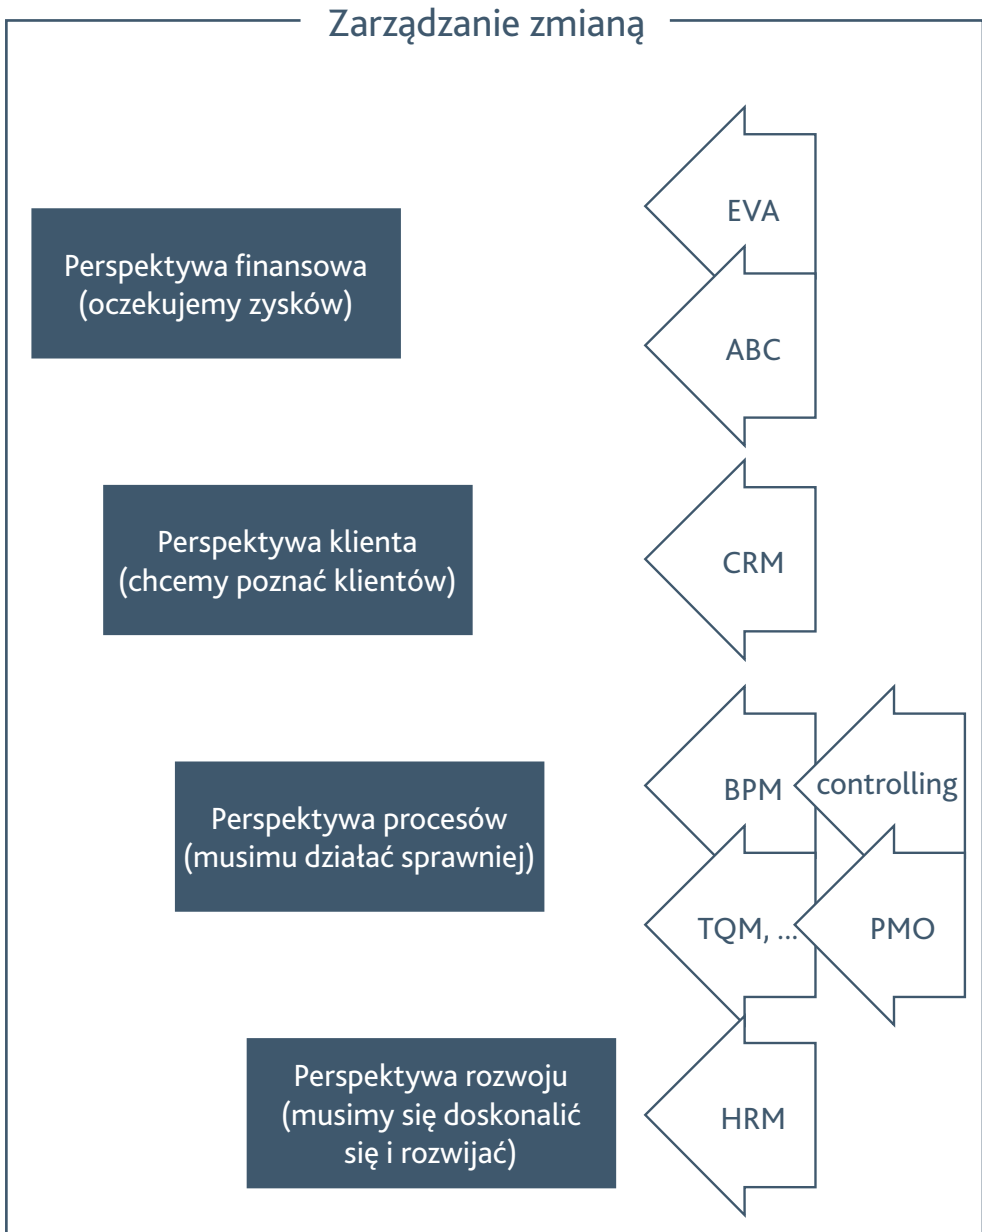 Zarządzanie zmianą
EVA
Perspektywa finansowa
(oczekujemy zysków)
ABC
Perspektywa klienta
(chcemy poznać klientów)
CRM
BPM
controlling
Perspektywa procesów
(musimu działać sprawniej)
TQM, ...
PMO
Perspektywa rozwoju
(musimy się doskonalić
się i rozwijać)
HRM